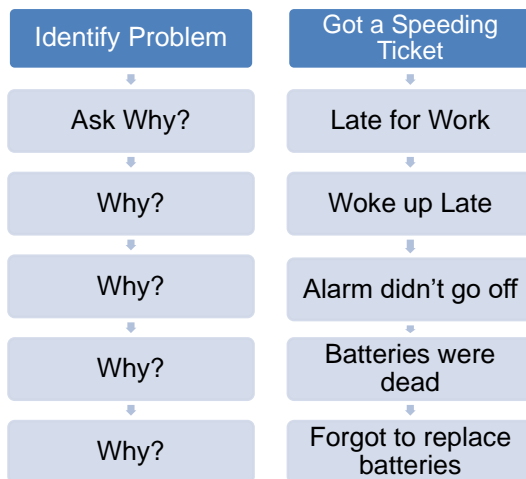 Identify Problem
Ask Why?
Why?
Why?
Why?
Why?
Got a Speeding
Ticket
Late for Work
Woke up Late
Alarm didn’t go off
Batteries were
dead
Forgot to replace
batteries